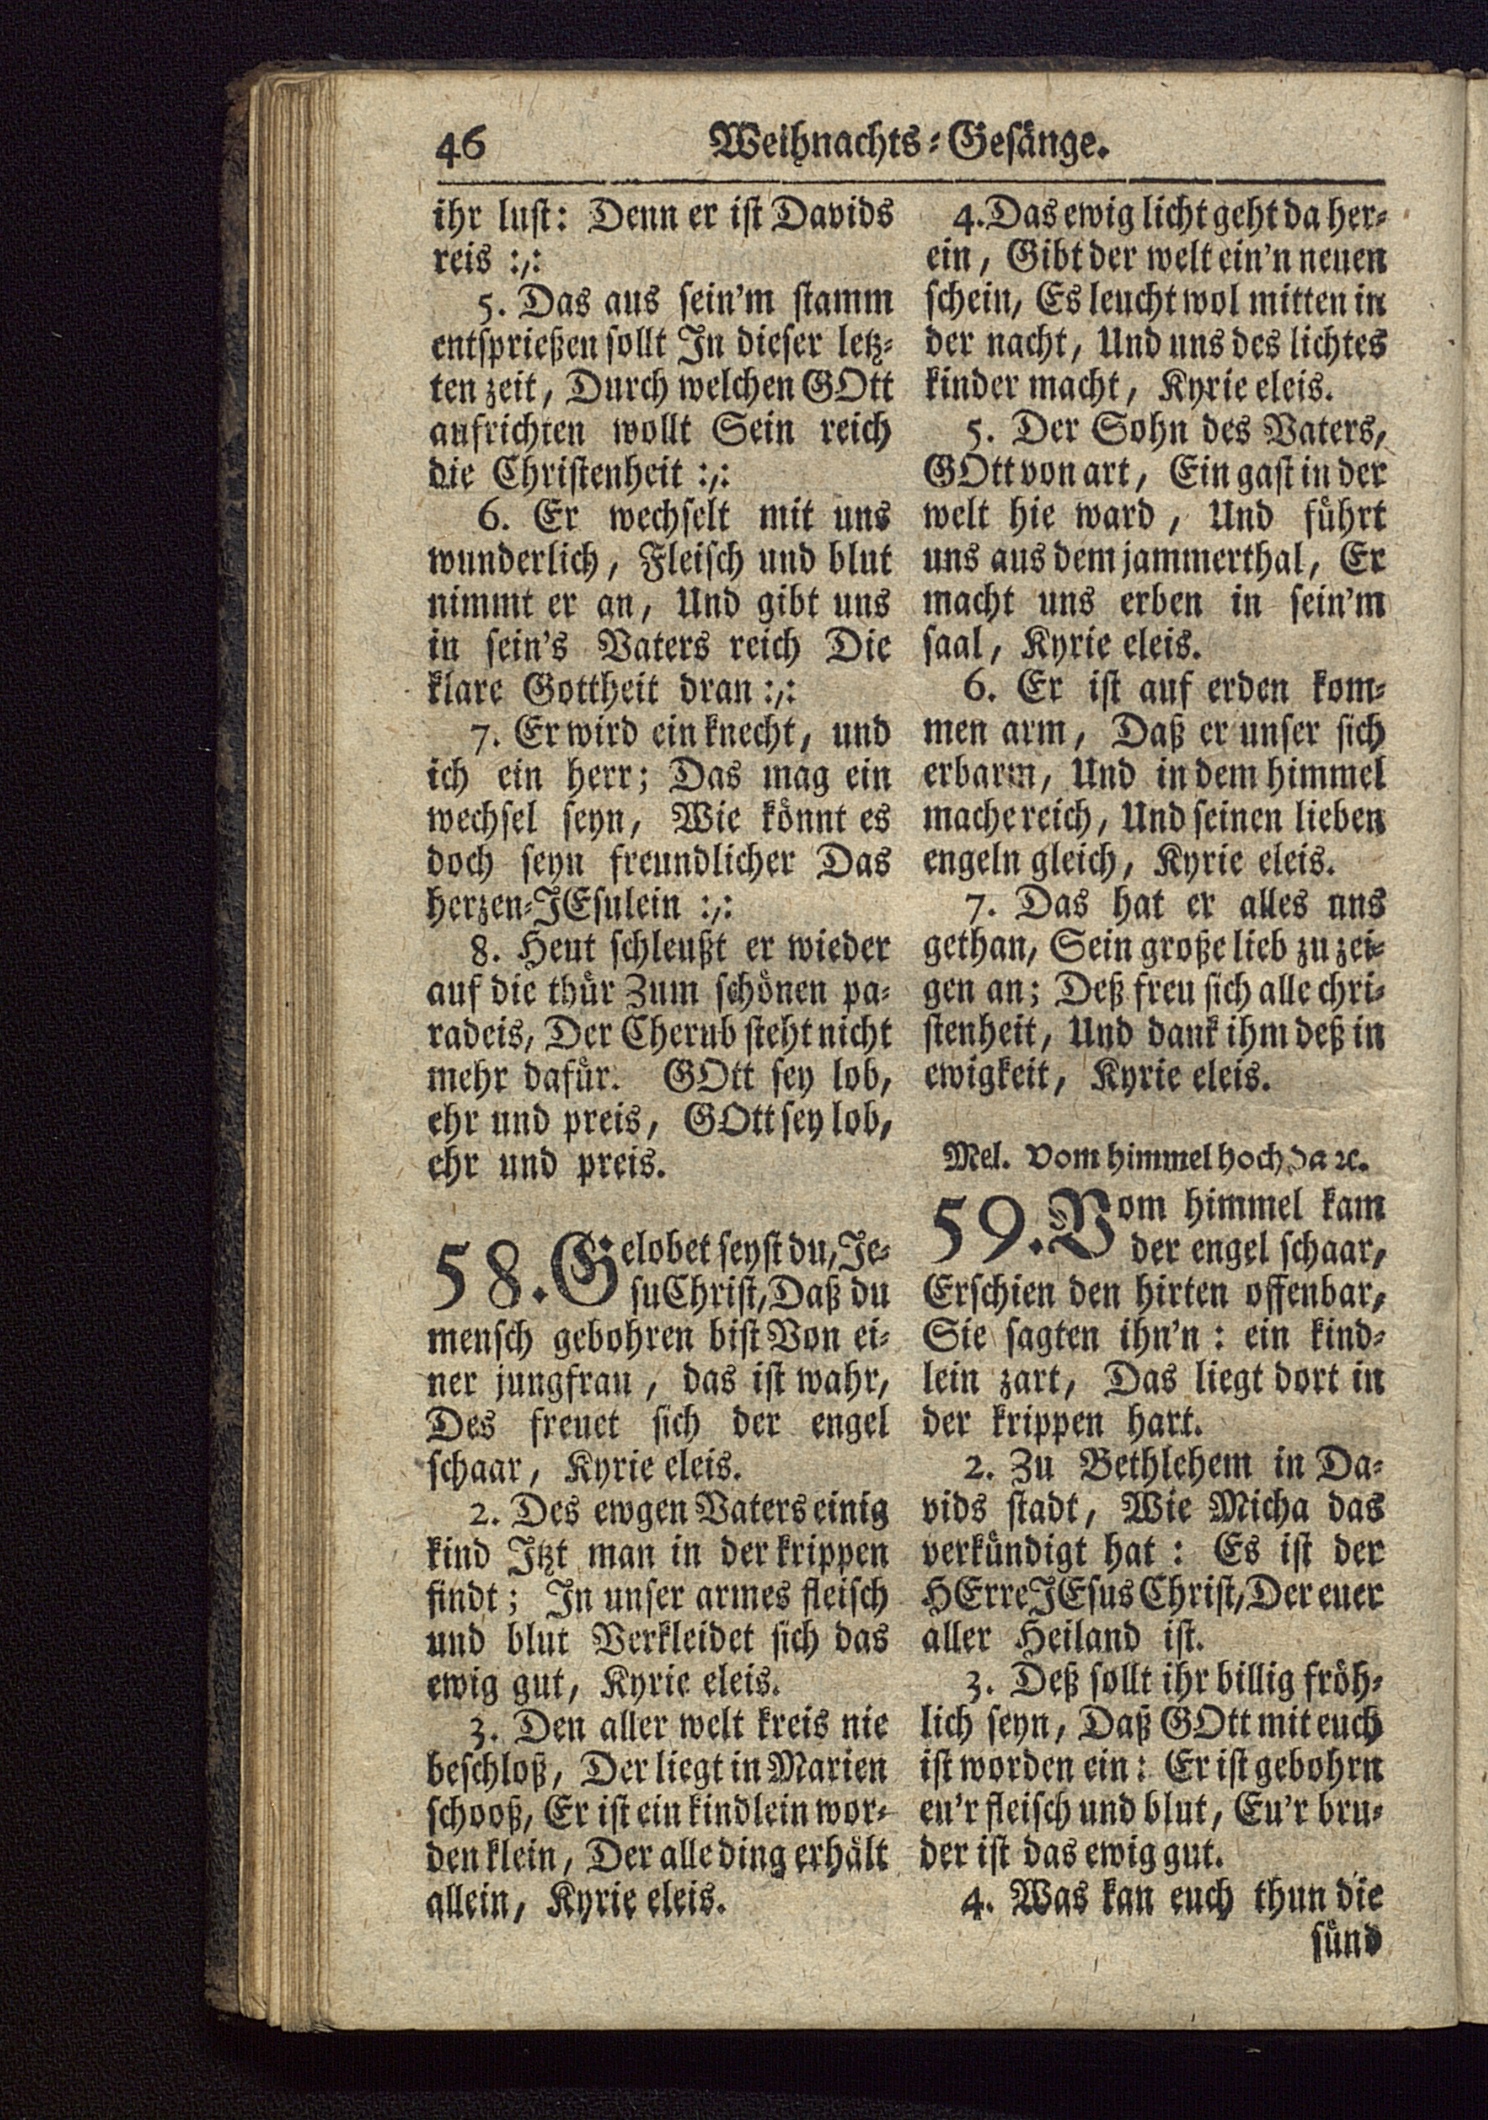 46 Weihnachts-Gesänge.
ihr lust: Denn er ist Davids
reis :,:
5. Das aus sein'm stamm
entsprießen sollt In dieser letz-
ten zeit, Durch welchen GOtt
aufrichten wollt Sein reich
die Christenheit :,:
6. Er wechselt mit uns
wunderlich, Fleisch und blut
nimmt er an, Und gibt uns
in sein's Vaters reich Die
klare Gottheit dran :,:
7. Er wird ein knecht, und
ich ein herr; Das mag ein
wechsel seyn, Wie könnt es
doch seyn freundlicher Das
herzen-JEsulein :,:
8. Heut schleußt er wieder
auf die thür Zum schönen pa-
radeis, Der Cherub steht nicht
mehr dafür. GOtt sey lob,
ehr und preis, GOtt sey lob,
ehr und preis.
58. Gelobet seyst du, Je-
su Christ, Daß du
mensch gebohren bist Von ei-
ner jungfrau, das ist wahr,
Des freuet sich der engel
schaar, Kyrie eleis.
2. Des ewgen Vaters einig
kind Jtzt man in der krippen
findt; In unser armes fleisch
und blut Verkleidet sich das
ewig gut, Kyrie eleis.
3. Den aller welt kreis nie
beschloß, Der liegt in Marien
schooß, Er ist ein kindlein wor-
den klein, Der alle ding erhält
allein, Kyrie eleis.
4. Das ewig licht geht da her-
ein, Gibt der welt ein'n neuen
schein, Es leucht wol mitten in
der nacht, Und uns des lichtes
kinder macht, Kyrie eleis.
5. Der Sohn des Vaters,
GOtt von art, Ein gast in der
welt hie ward, Und führt
uns aus dem jammerthal, Er
macht uns erben in sein'm
saal, Kyrie eleis.
6. Er ist auf erden kom-
men arm, Daß er unser sich
erbarm, Und in dem himmel
mache reich, Und seinen lieben
engeln gleich, Kyrie eleis.
7. Das hat er alles uns
gethan, Sein große lieb zu zei-
gen an; Deß freu sich alle chri-
stenheit, Und dank ihm deß in
ewigkeit, Kyrie eleis.
Mel. Vom himmel hoch da ꝛc.
59. Vom himmel kam
der engel schaar,
Erschien den hirten offenbar,
Sie sagten ihn'n: ein kind-
lein zart, Das liegt dort in
der krippen hart.
2. Zu Bethlehem in Da-
vids stadt, Wie Micha das
verkündigt hat: Es ist der
HErre JEsus Christ, Der euer
aller Heiland ist.
3. Deß sollt ihr billig fröh-
lich seyn, Daß GOtt mit euch
ist worden ein: Er ist gebohrn
eu'r fleisch und blut, Eu'r bru-
der ist das ewig gut.
4. Was kan euch thun die
sünd